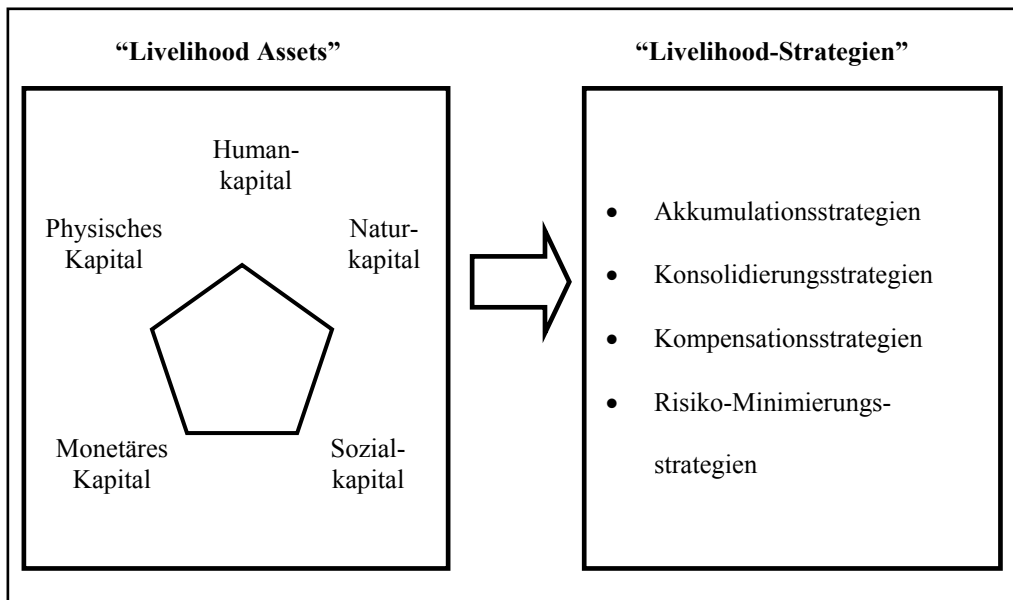 “Livelihood Assets”
Human-
kapital
Physisches
Kapital
Natur-
kapital
Monetäres
Kapital
Sozial-
kapital
“Livelihood-Strategien”
• Akkumulationsstrategien
• Konsolidierungsstrategien
• Kompensationsstrategien
• Risiko-Minimierungs-
strategien